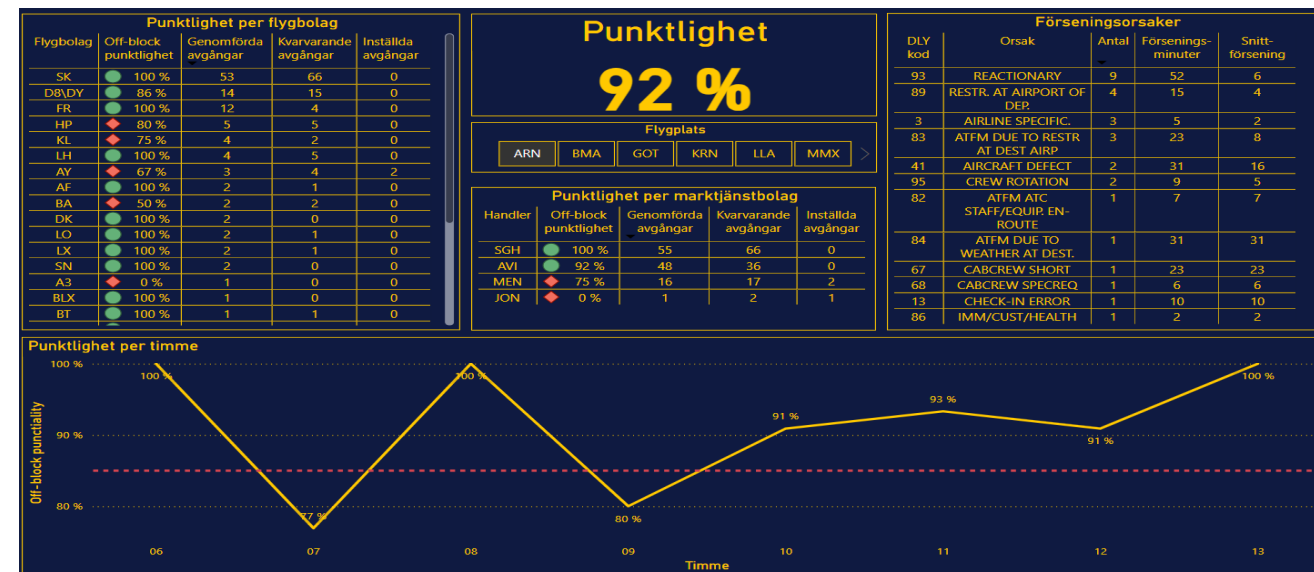 Punktlighet per flygbolag
Flygbolag Off-block punktlighet Genomförda avgångar Kvarvarande avgångar Inställda avgångar
SK 100 % 53 66 0
D8\DY 86 % 14 15 0
FR 100 % 12 4 0
HP 80 % 5 5 0
KL 75 % 4 2 0
LH 100 % 4 5 0
AY 67 % 3 4 2
AF 100 % 2 1 0
BA 50 % 2 2 0
DK 100 % 2 0 0
LO 100 % 2 1 0
LX 100 % 2 1 0
SN 100 % 2 0 0
A3 0 % 1 0 0
BLX 100 % 1 0 0
BT 100 % 1 1 0
Punktlighet
92 %
Flygplats
ARN BMA GOT KRN LLA MMX
Punktlighet per marktjänstbolag
Handler Off-block punktlighet Genomförda avgångar Kvarvarande avgångar Inställda avgångar
SGH 100 % 55 66 0
AVI 92 % 48 36 0
MEN 75 % 16 17 2
JON 0 % 1 2 1
Förseningsorsaker
DLY kod Orsak Antal Försenings-minuter Snitt-försening
93 REACTIONARY 9 52 6
89 RESTR. AT AIRPORT OF DEP. 4 15 4
3 AIRLINE SPECIFIC. 3 5 2
83 ATFM DUE TO RESTR AT DEST AIRP 3 23 8
41 AIRCRAFT DEFECT 2 31 16
95 CREW ROTATION 2 9 5
82 ATFM ATC STAFF/EQUIP. EN-ROUTE 1 7 7
84 ATFM DUE TO WEATHER AT DEST. 1 31 31
67 CABCREW SHORT 1 23 23
68 CABCREW SPECREQ 1 6 6
13 CHECK-IN ERROR 1 10 10
86 IMM/CUST/HEALTH 1 2 2
Punktlighet per timme
Off-block punctiality
100 %
90 %
80 %
100 % 77 % 100 % 80 % 91 % 93 % 91 % 100 %
06 07 08 09 10 11 12 13
Timme